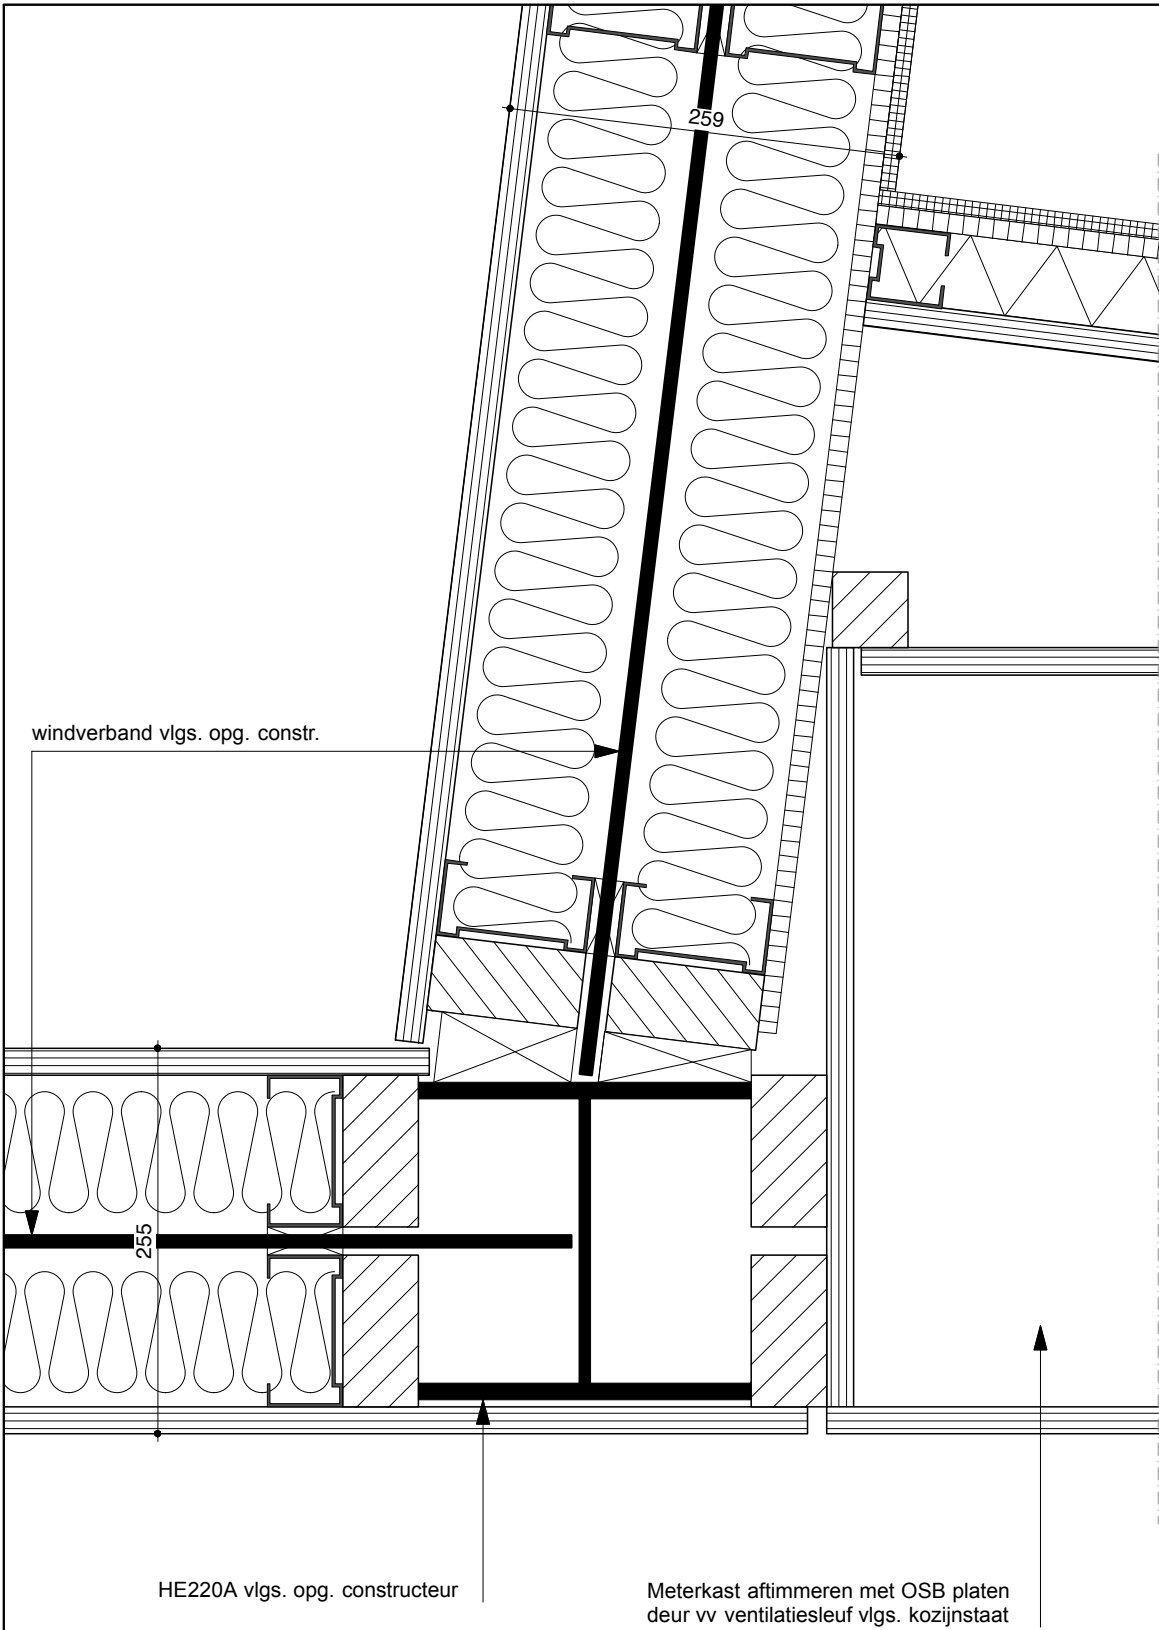 259
windverband vlgs. opg. constr.
255
HE220A vlgs. opg. constructeur
Meterkast aftimmeren met OSB platen
deur vv ventilatiesleuf vlgs. kozijnstaat